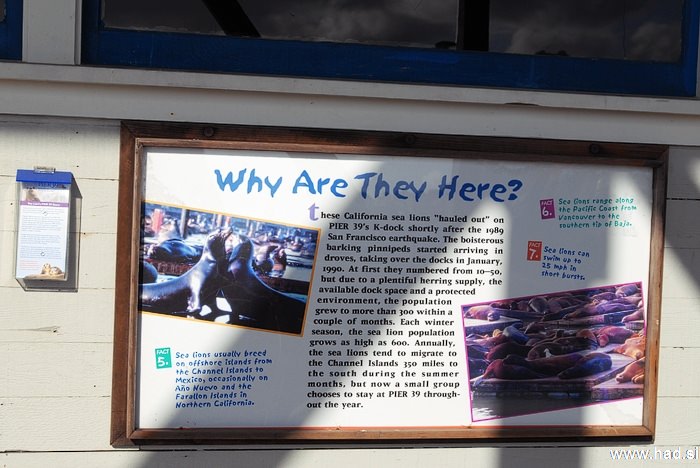 Why Are They Here?
these California sea lions "hauled out" on
PIER 39's K-dock shortly after the 1989
San Francisco earthquake. The boisterous
barking pinnipeds started arriving in
droves, taking over the docks in January,
1990. At first they numbered from 10-50,
but due to a plentiful herring supply, the
available dock space and a protected
environment, the population
grew to more than 300 within a
couple of months. Each winter
season, the sea lion population
grows as high as 600. Annually,
the sea lions tend to migrate to
the Channel Islands 350 miles to
the south during the summer
months, but now a small group
chooses to stay at PIER 39 through-
out the year.
FACT
5.
Sea lions usually breed
on offshore islands from
the Channel Islands to
Mexico, occasionally on
Año Nuevo and the
Farallon Islands in
Northern California.
FACT
6.
Sea lions range along
the Pacific Coast from
Vancouver to the
southern tip of Baja.
FACT
7.
Sea lions can
swim up to
25 mph in
short bursts.
www.had.si